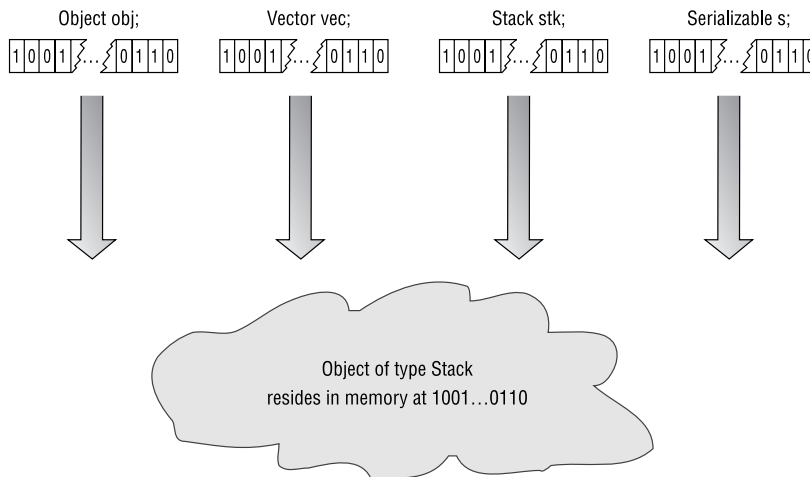 Object obj; Vector vec; Stack stk; Serializable s;
1001...0110 1001...0110 1001...0110 1001...0110
Object of type Stack
resides in memory at 1001...0110